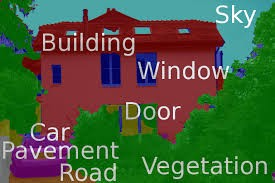 Sky
Building
Window
Door
Car
Pavement
Road
Vegetation